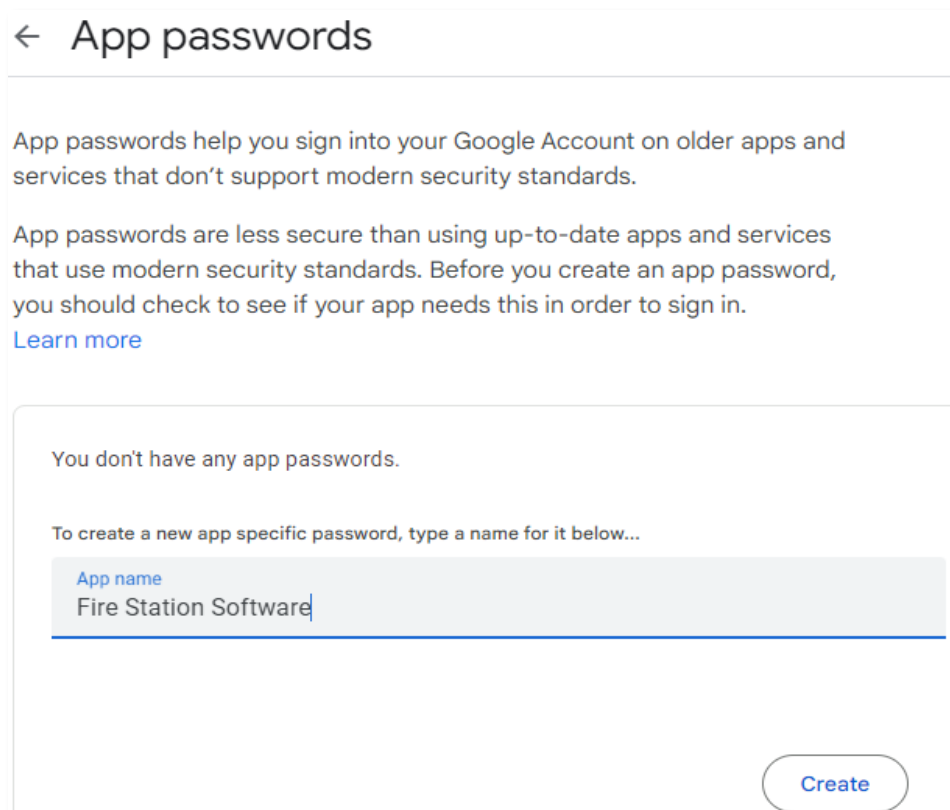 App passwords
App passwords help you sign into your Google Account on older apps and
services that don’t support modern security standards.
App passwords are less secure than using up-to-date apps and services
that use modern security standards. Before you create an app password,
you should check to see if your app needs this in order to sign in.
Learn more
You don't have any app passwords.
To create a new app specific password, type a name for it below...
App name
Fire Station Software
Create